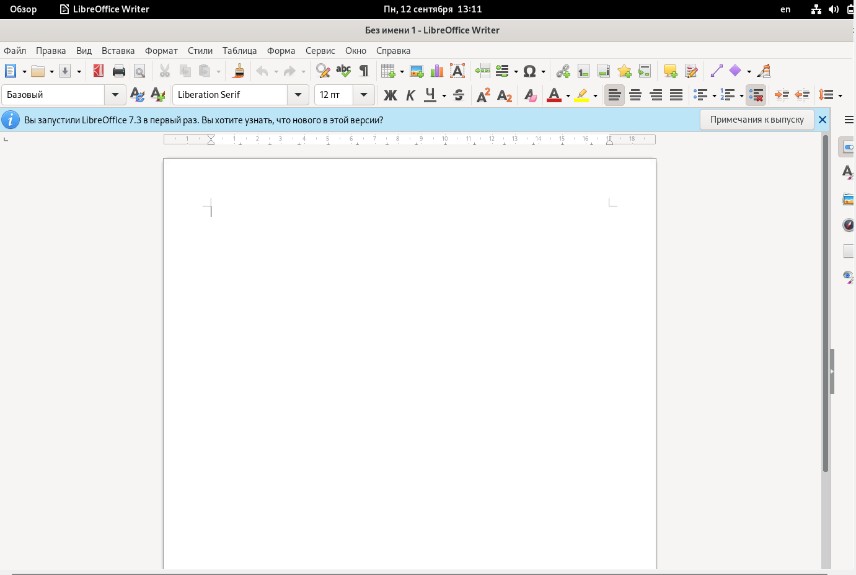 Обзор LibreOffice Writer Пн, 12 сентября 13:11 en
Без имени 1 - LibreOffice Writer
Файл Правка Вид Вставка Формат Стили Таблица Форма Сервис Окно Справка
Базовый Liberation Serif 12 пт Ж К Ч S
Вы запустили LibreOffice 7.3 в первый раз. Вы хотите узнать, что нового в этой версии? Примечания к выпуску
1 1 2 3 4 5 6 7 8 9 10 11 12 13 14 15 16 17 18